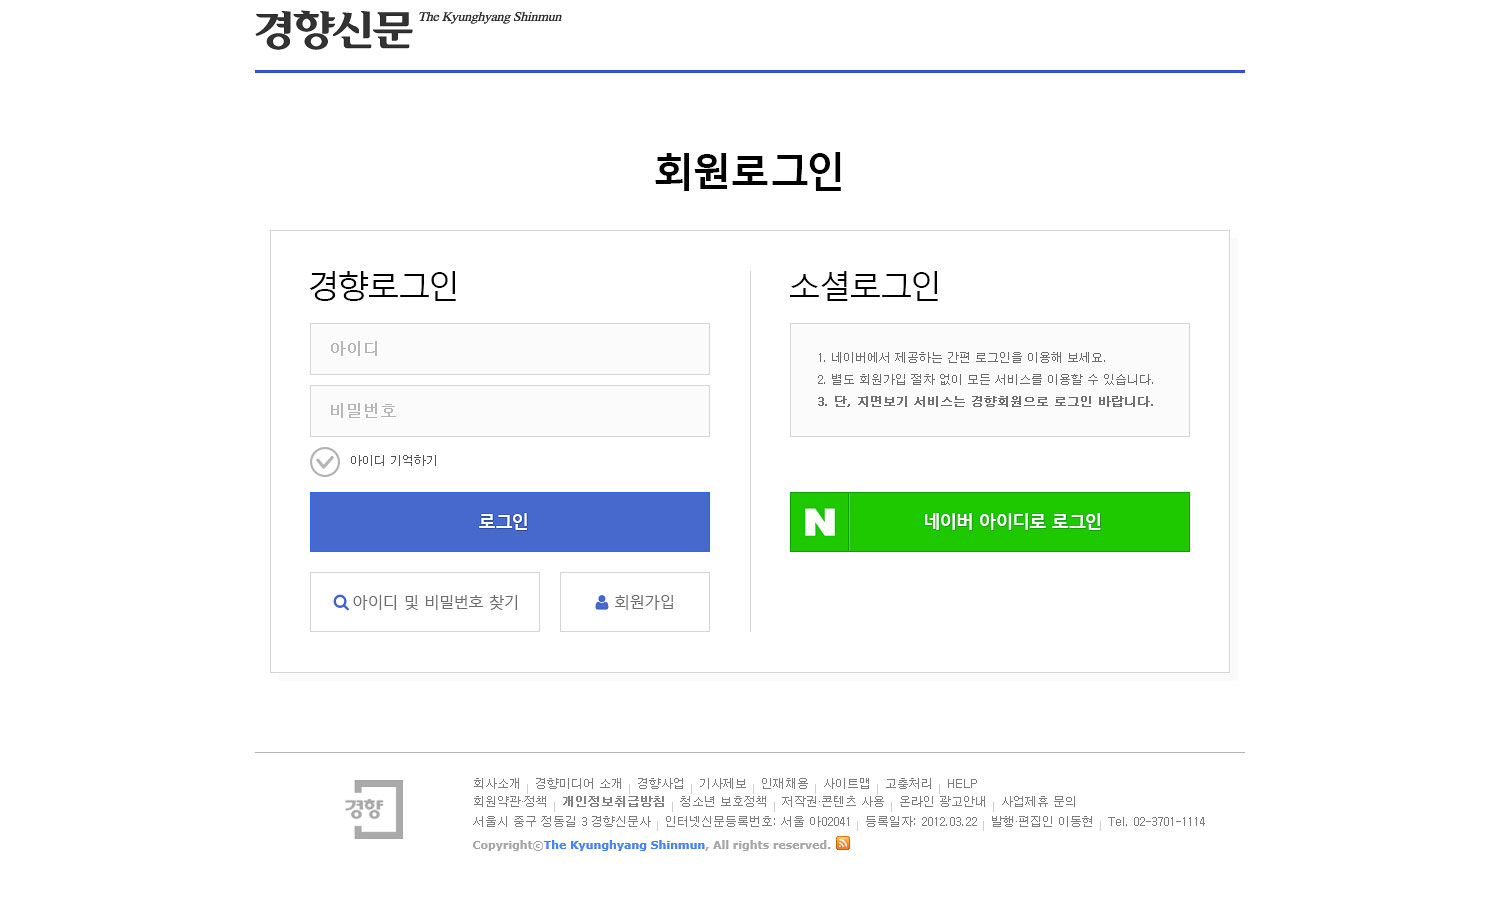 경향신문 The Kyunghyang Shinmun
회원로그인
경향로그인
아이디
비밀번호
아이디 기억하기
로그인
아이디 및 비밀번호 찾기
회원가입
소셜로그인
1. 네이버에서 제공하는 간편 로그인을 이용해 보세요.
2. 별도 회원가입 절차 없이 모든 서비스를 이용할 수 있습니다.
3. 단, 지면보기 서비스는 경향회원으로 로그인 바랍니다.
N 네이버 아이디로 로그인
경향
회사소개 경향미디어 소개 경향사업 기사제보 인재채용 사이트맵 고충처리 HELP
회원약관·정책 개인정보취급방침 청소년 보호정책 저작권·콘텐츠 사용 온라인 광고안내 사업제휴 문의
서울시 중구 정동길 3 경향신문사 인터넷신문등록번호: 서울 아02041 등록일자: 2012.03.22 발행·편집인 이동현 Tel. 02-3701-1114
Copyright©The Kyunghyang Shinmun, All rights reserved.